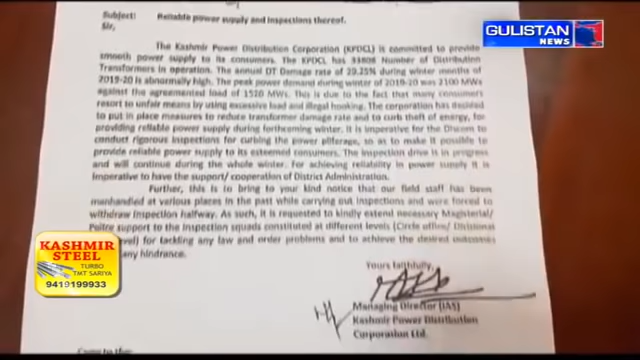 Subject: Reliable power supply and Inspections thereof.
Sir,
The Kashmir Power Distribution Corporation (KPDCL) is committed to provide
smooth power supply to its consumers. The KPDCL has 33808 Number of Distribution
Transformers in operation. The annual DT Damage rate of 29.25% during winter months of
2019-20 is abnormally high. The peak power demand during winter of 2019-20 was 2100 MWs
against the agreemented load of 1520 MWs. This is due to the fact that many consumers
resort to unfair means by using excessive load and illegal hooking. The corporation has decided
to put in place measures to reduce transformer damage rate and to curb theft of energy, for
providing reliable power supply during forthcoming winter. It is imperative for the Discom to
conduct rigorous inspections for curbing the power pilferage, so as to make it possible to
provide reliable power supply to its esteemed consumers. The inspection drive is in progress
and will continue during the whole winter. For achieving reliability in power supply it is
imperative to have the support/ cooperation of District Administration.
Further, this is to bring to your kind notice that our field staff has been
manhandled at various places in the past while carrying out inspections and were forced to
withdraw inspection halfway. As such, it is requested to kindly extend necessary Magisterial/
Police support to the inspection squads constituted at different levels (Circle office/ Divisional
level) for tackling any law and order problems and to achieve the desired outcomes
any hindrance.
Yours faithfully,
Managing Director (IAS)
Kashmir Power Distribution
Corporation Ltd.
GULISTAN
NEWS
KASHMIR
STEEL
TURBO
TMT SARIYA
9419199933